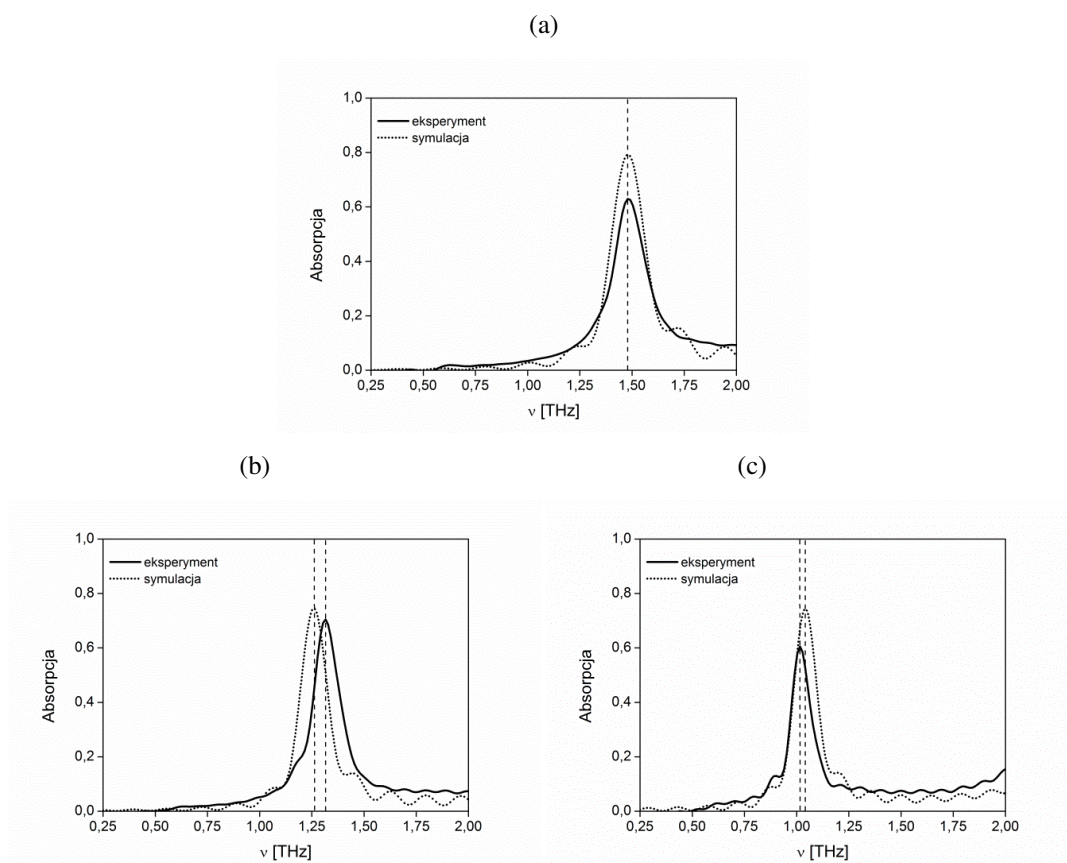 (a)
1,0
0,8
0,6
0,4
0,2
0,0
Absorpcja
eksperyment
symulacja
0,25 0,50 0,75 1,00 1,25 1,50 1,75 2,00
ν [THz]
(b)
1,0
0,8
0,6
0,4
0,2
0,0
Absorpcja
eksperyment
symulacja
0,25 0,50 0,75 1,00 1,25 1,50 1,75 2,00
ν [THz]
(c)
1,0
0,8
0,6
0,4
0,2
0,0
Absorpcja
eksperyment
symulacja
0,25 0,50 0,75 1,00 1,25 1,50 1,75 2,00
ν [THz]